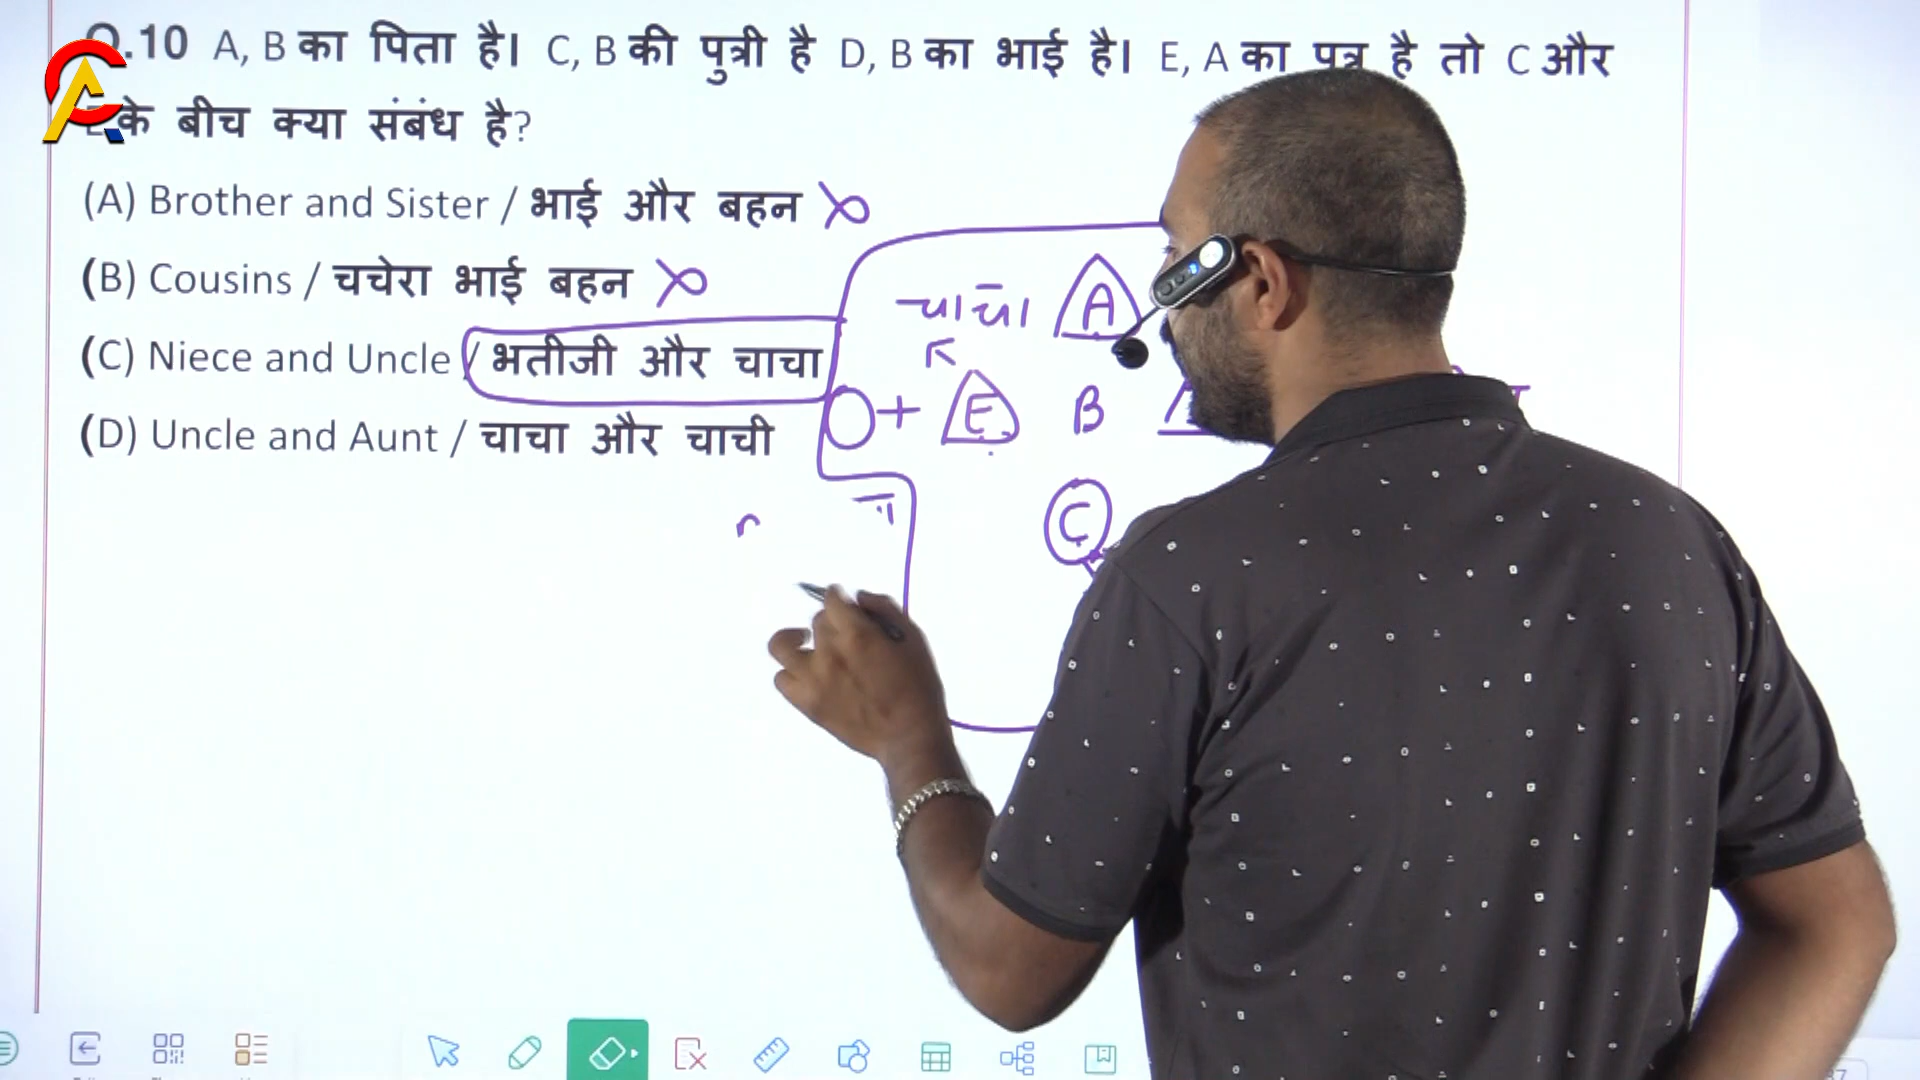 Q.10 A, B का पिता है। C, B की पुत्री है D, B का भाई है। E, A का पुत्र है तो C और
के बीच क्या संबंध है?
(A) Brother and Sister / भाई और बहन
(B) Cousins / चचेरा भाई बहन
(C) Niece and Uncle / भतीजी और चाचा
(D) Uncle and Aunt / चाचा और चाची
चाचा A
+ E B
C